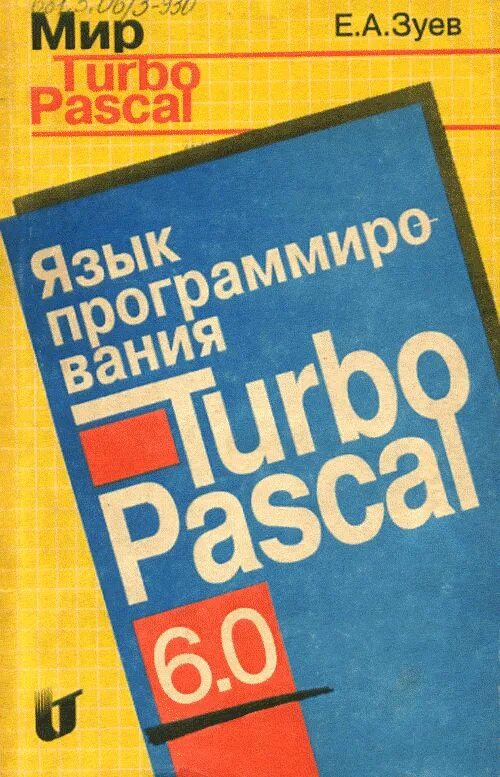 Мир
Turbo
Pascal
Е.А.Зуев
Язык
программиро-
вания
Turbo
Pascal
6.0